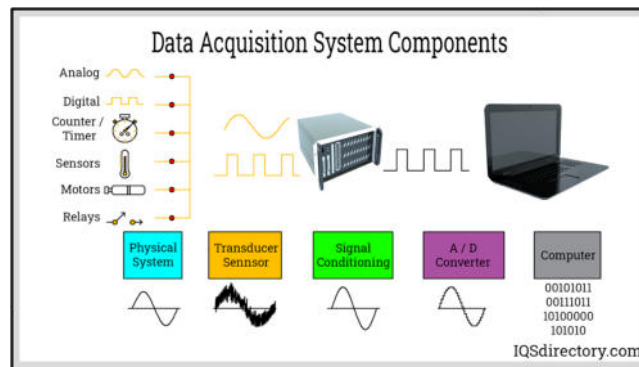 Data Acquisition System Components
Analog
Digital
Counter /
Timer
Sensors
Motors
Relays
Physical
System
Transducer
Sennsor
Signal
Conditioning
A / D
Converter
Computer
00101011
00111011
10100000
101010
IQSdirectory.com